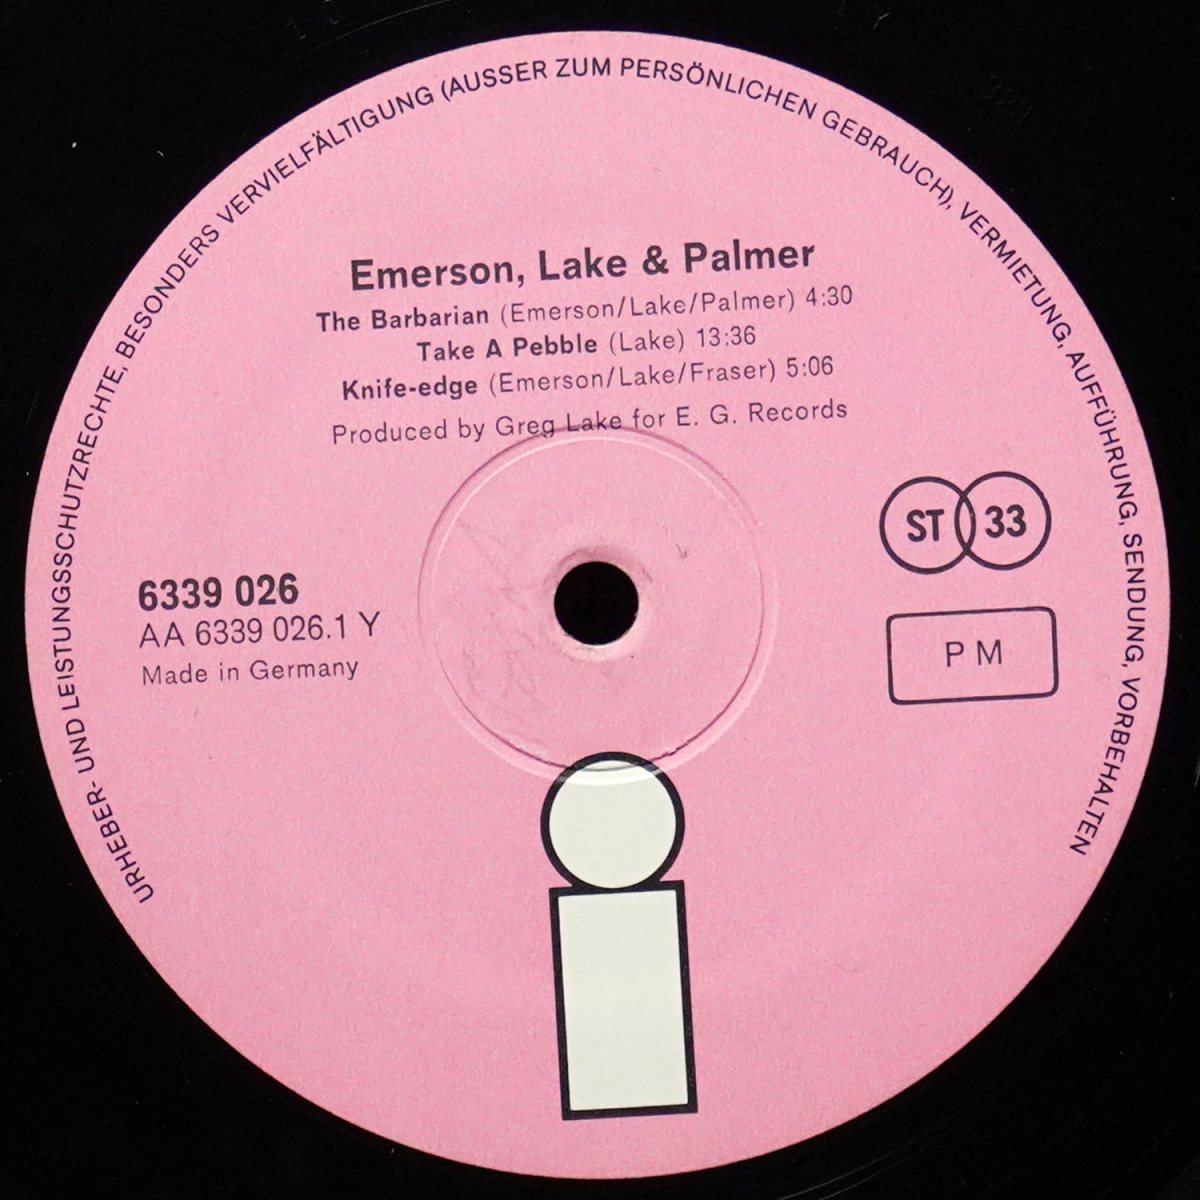 URHEBER- UND LEISTUNGSSCHUTZRECHTE, BESONDERS VERVIELFÄLTIGUNG (AUSSER ZUM PERSÖNLICHEN GEBRAUCH), VERMIETUNG, AUFFÜHRUNG, SENDUNG, VORBEHALTEN
Emerson, Lake & Palmer
The Barbarian (Emerson/Lake/Palmer) 4:30
Take A Pebble (Lake) 13:36
Knife-edge (Emerson/Lake/Fraser) 5:06
Produced by Greg Lake for E. G. Records
ST 33
6339 026
AA 6339 026.1 Y
Made in Germany
P M
i